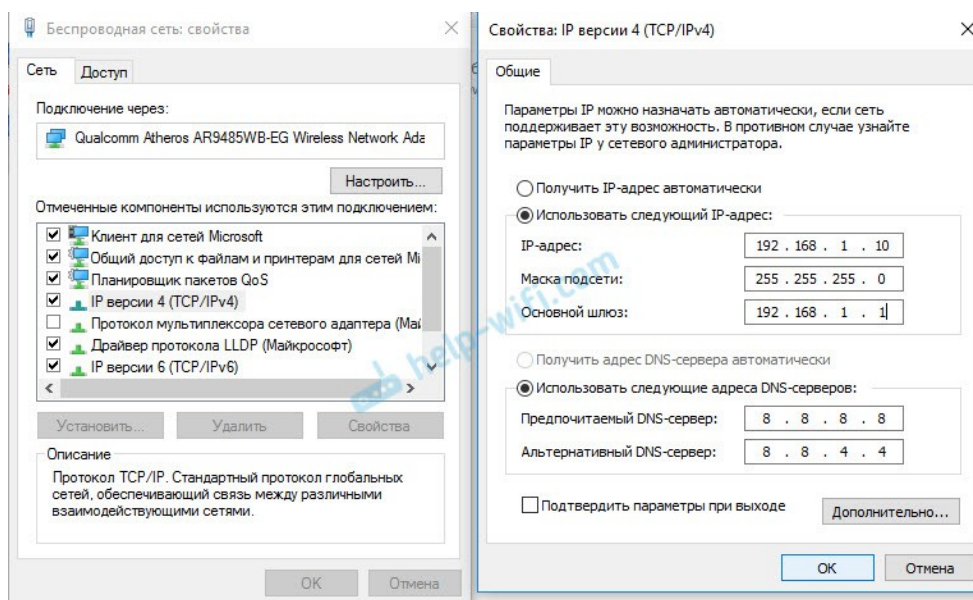 Беспроводная сеть: свойства
Сеть
Доступ
Подключение через:
Qualcomm Atheros AR9485WB-EG Wireless Network Ada
Настроить...
Отмеченные компоненты используются этим подключением:
Клиент для сетей Microsoft
Общий доступ к файлам и принтерам для сетей Mi
Планировщик пакетов QoS
IP версии 4 (TCP/IPv4)
Протокол мультиплексора сетевого адаптера (Май
Драйвер протокола LLDP (Майкрософт)
IP версии 6 (TCP/IPv6)
Установить...
Удалить
Свойства
Описание
Протокол TCP/IP. Стандартный протокол глобальных
сетей, обеспечивающий связь между различными
взаимодействующими сетями.
OK
Отмена
Свойства: IP версии 4 (TCP/IPv4)
Общие
Параметры IP можно назначать автоматически, если сеть
поддерживает эту возможность. В противном случае узнайте
параметры IP у сетевого администратора.
Получить IP-адрес автоматически
Использовать следующий IP-адрес:
IP-адрес: 192 . 168 . 1 . 10
Маска подсети: 255 . 255 . 255 . 0
Основной шлюз: 192 . 168 . 1 . 1
Получить адрес DNS-сервера автоматически
Использовать следующие адреса DNS-серверов:
Предпочитаемый DNS-сервер: 8 . 8 . 8 . 8
Альтернативный DNS-сервер: 8 . 8 . 4 . 4
Подтвердить параметры при выходе
Дополнительно...
OK
Отмена
help-wifi.com